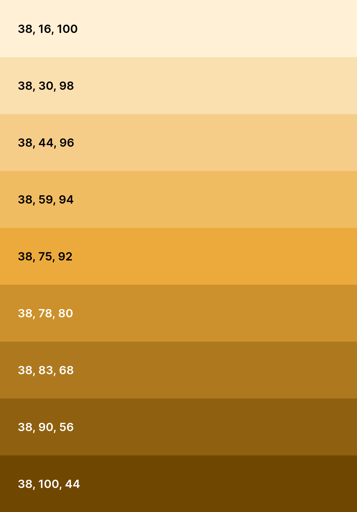 38, 16, 100
38, 30, 98
38, 44, 96
38, 59, 94
38, 75, 92
38, 78, 80
38, 83, 68
38, 90, 56
38, 100, 44